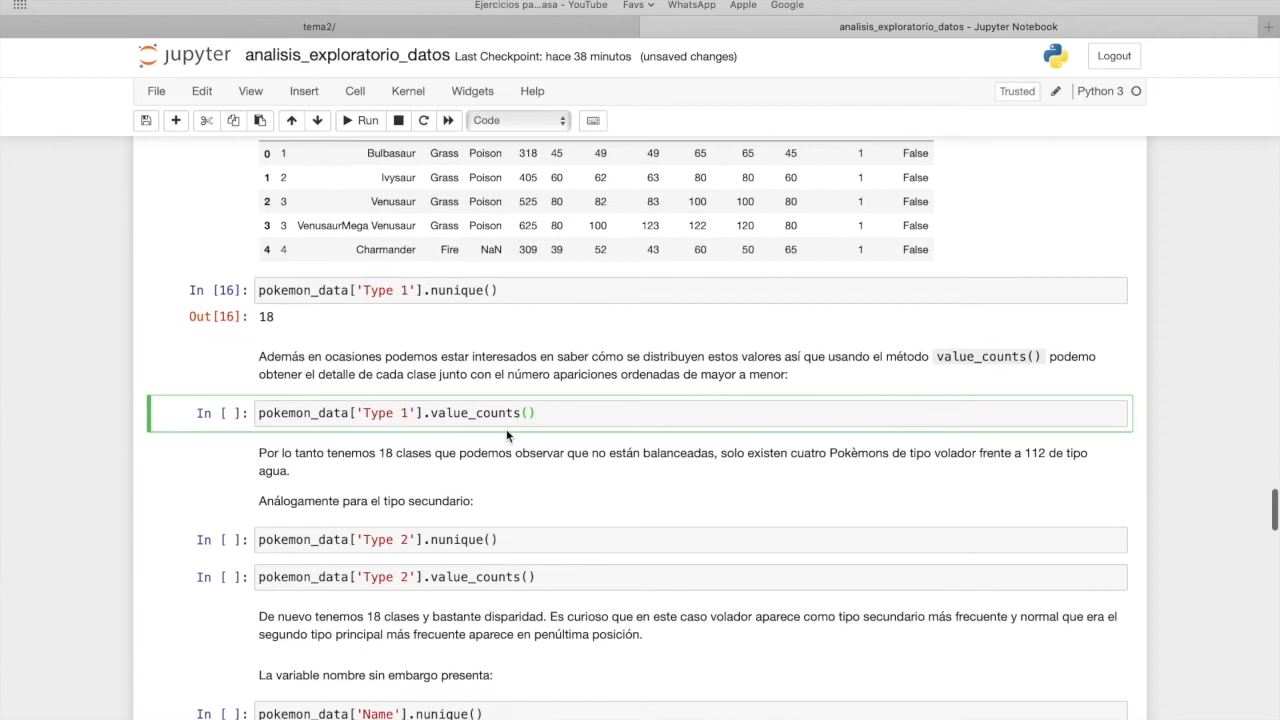 Ejercicios pa...asa - YouTube Favs WhatsApp Apple Google
tema2/ analisis_exploratorio_datos - Jupyter Notebook
jupyter analisis_exploratorio_datos Last Checkpoint: hace 38 minutos (unsaved changes) Logout
File Edit View Insert Cell Kernel Widgets Help Trusted Python 3
Run Code
0 1 Bulbasaur Grass Poison 318 45 49 49 65 65 45 1 False
1 2 Ivysaur Grass Poison 405 60 62 63 80 80 60 1 False
2 3 Venusaur Grass Poison 525 80 82 83 100 100 80 1 False
3 3 VenusaurMega Venusaur Grass Poison 625 80 100 123 122 120 80 1 False
4 4 Charmander Fire NaN 309 39 52 43 60 50 65 1 False
In [16]: pokemon_data['Type 1'].nunique()
Out[16]: 18
Además en ocasiones podemos estar interesados en saber cómo se distribuyen estos valores así que usando el método value_counts() podemo
obtener el detalle de cada clase junto con el número apariciones ordenadas de mayor a menor:
In [ ]: pokemon_data['Type 1'].value_counts()
Por lo tanto tenemos 18 clases que podemos observar que no están balanceadas, solo existen cuatro Pokèmons de tipo volador frente a 112 de tipo
agua.
Análogamente para el tipo secundario:
In [ ]: pokemon_data['Type 2'].nunique()
In [ ]: pokemon_data['Type 2'].value_counts()
De nuevo tenemos 18 clases y bastante disparidad. Es curioso que en este caso volador aparece como tipo secundario más frecuente y normal que era el
segundo tipo principal más frecuente aparece en penúltima posición.
La variable nombre sin embargo presenta:
In [ ]: pokemon_data['Name'].nunique()